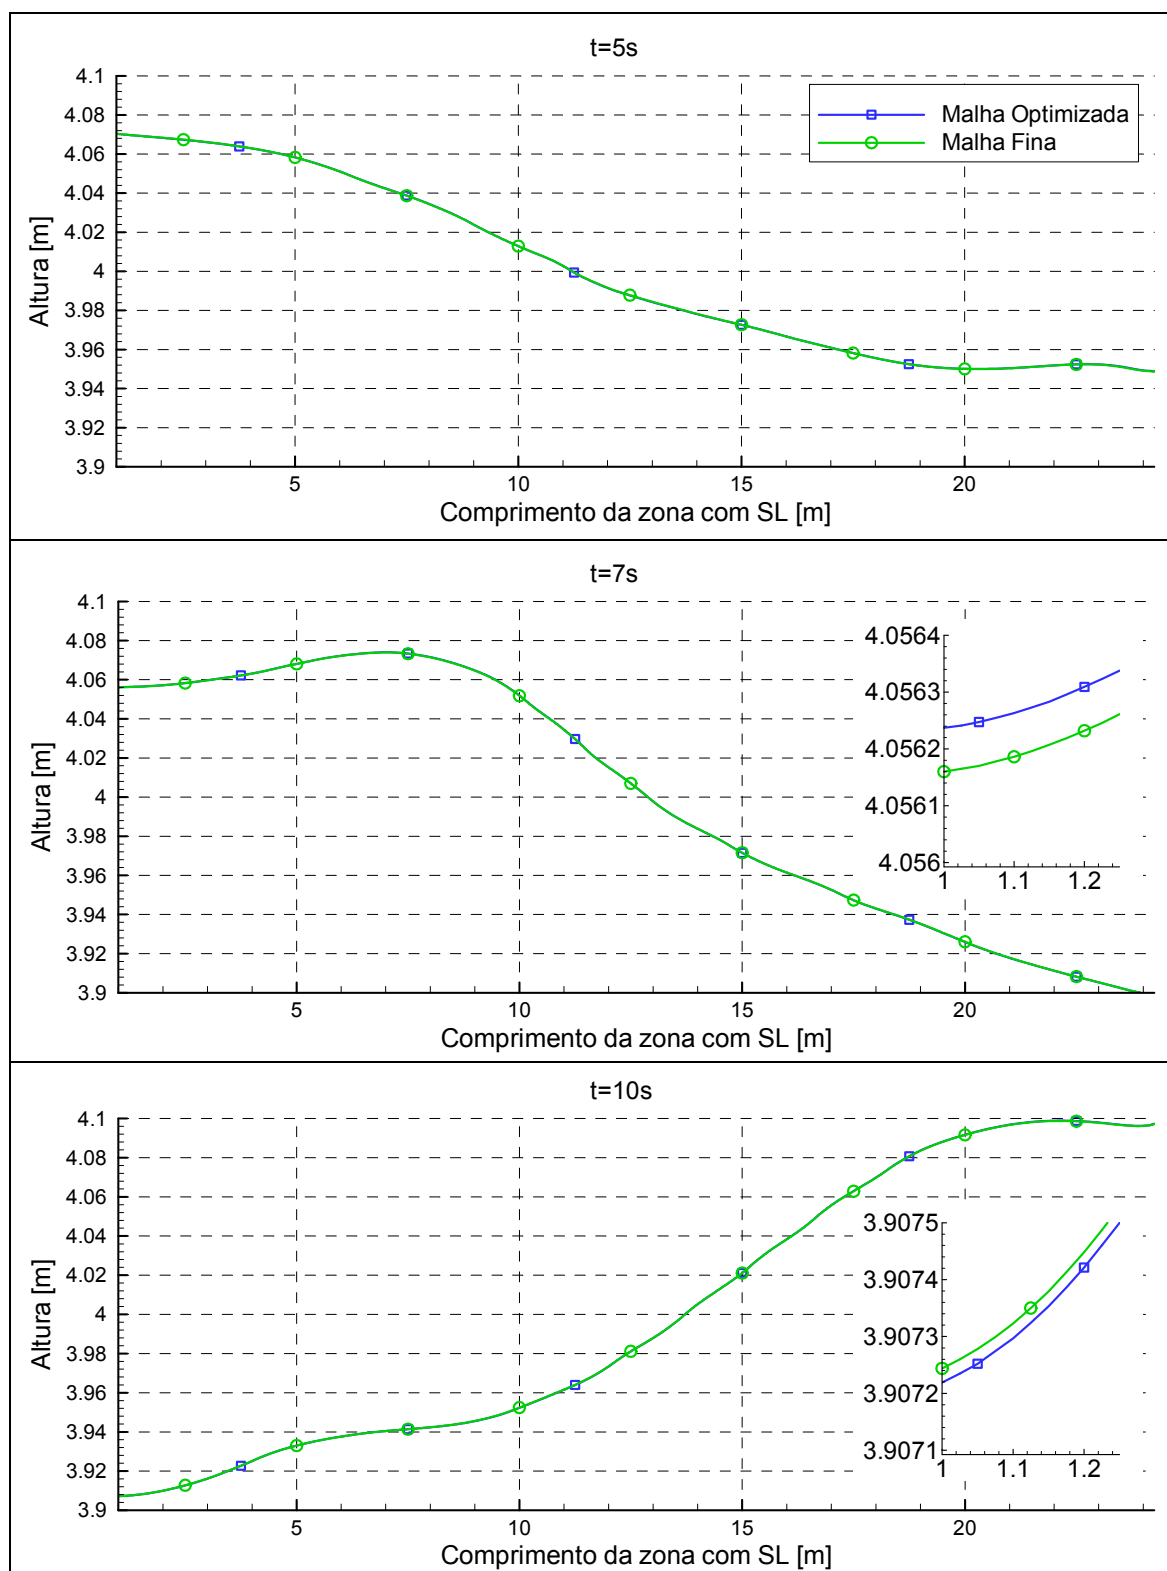 t=5s
4.1
4.08
4.06
4.04
4.02
4
3.98
3.96
3.94
3.92
3.9
Altura [m]
Malha Optimizada
Malha Fina
5 10 15 20
Comprimento da zona com SL [m]
t=7s
4.1
4.08
4.06
4.04
4.02
4
3.98
3.96
3.94
3.92
3.9
Altura [m]
4.0564
4.0563
4.0562
4.0561
4.056
1 1.1 1.2
5 10 15 20
Comprimento da zona com SL [m]
t=10s
4.1
4.08
4.06
4.04
4.02
4
3.98
3.96
3.94
3.92
3.9
Altura [m]
3.9075
3.9074
3.9073
3.9072
3.9071
1 1.1 1.2
5 10 15 20
Comprimento da zona com SL [m]